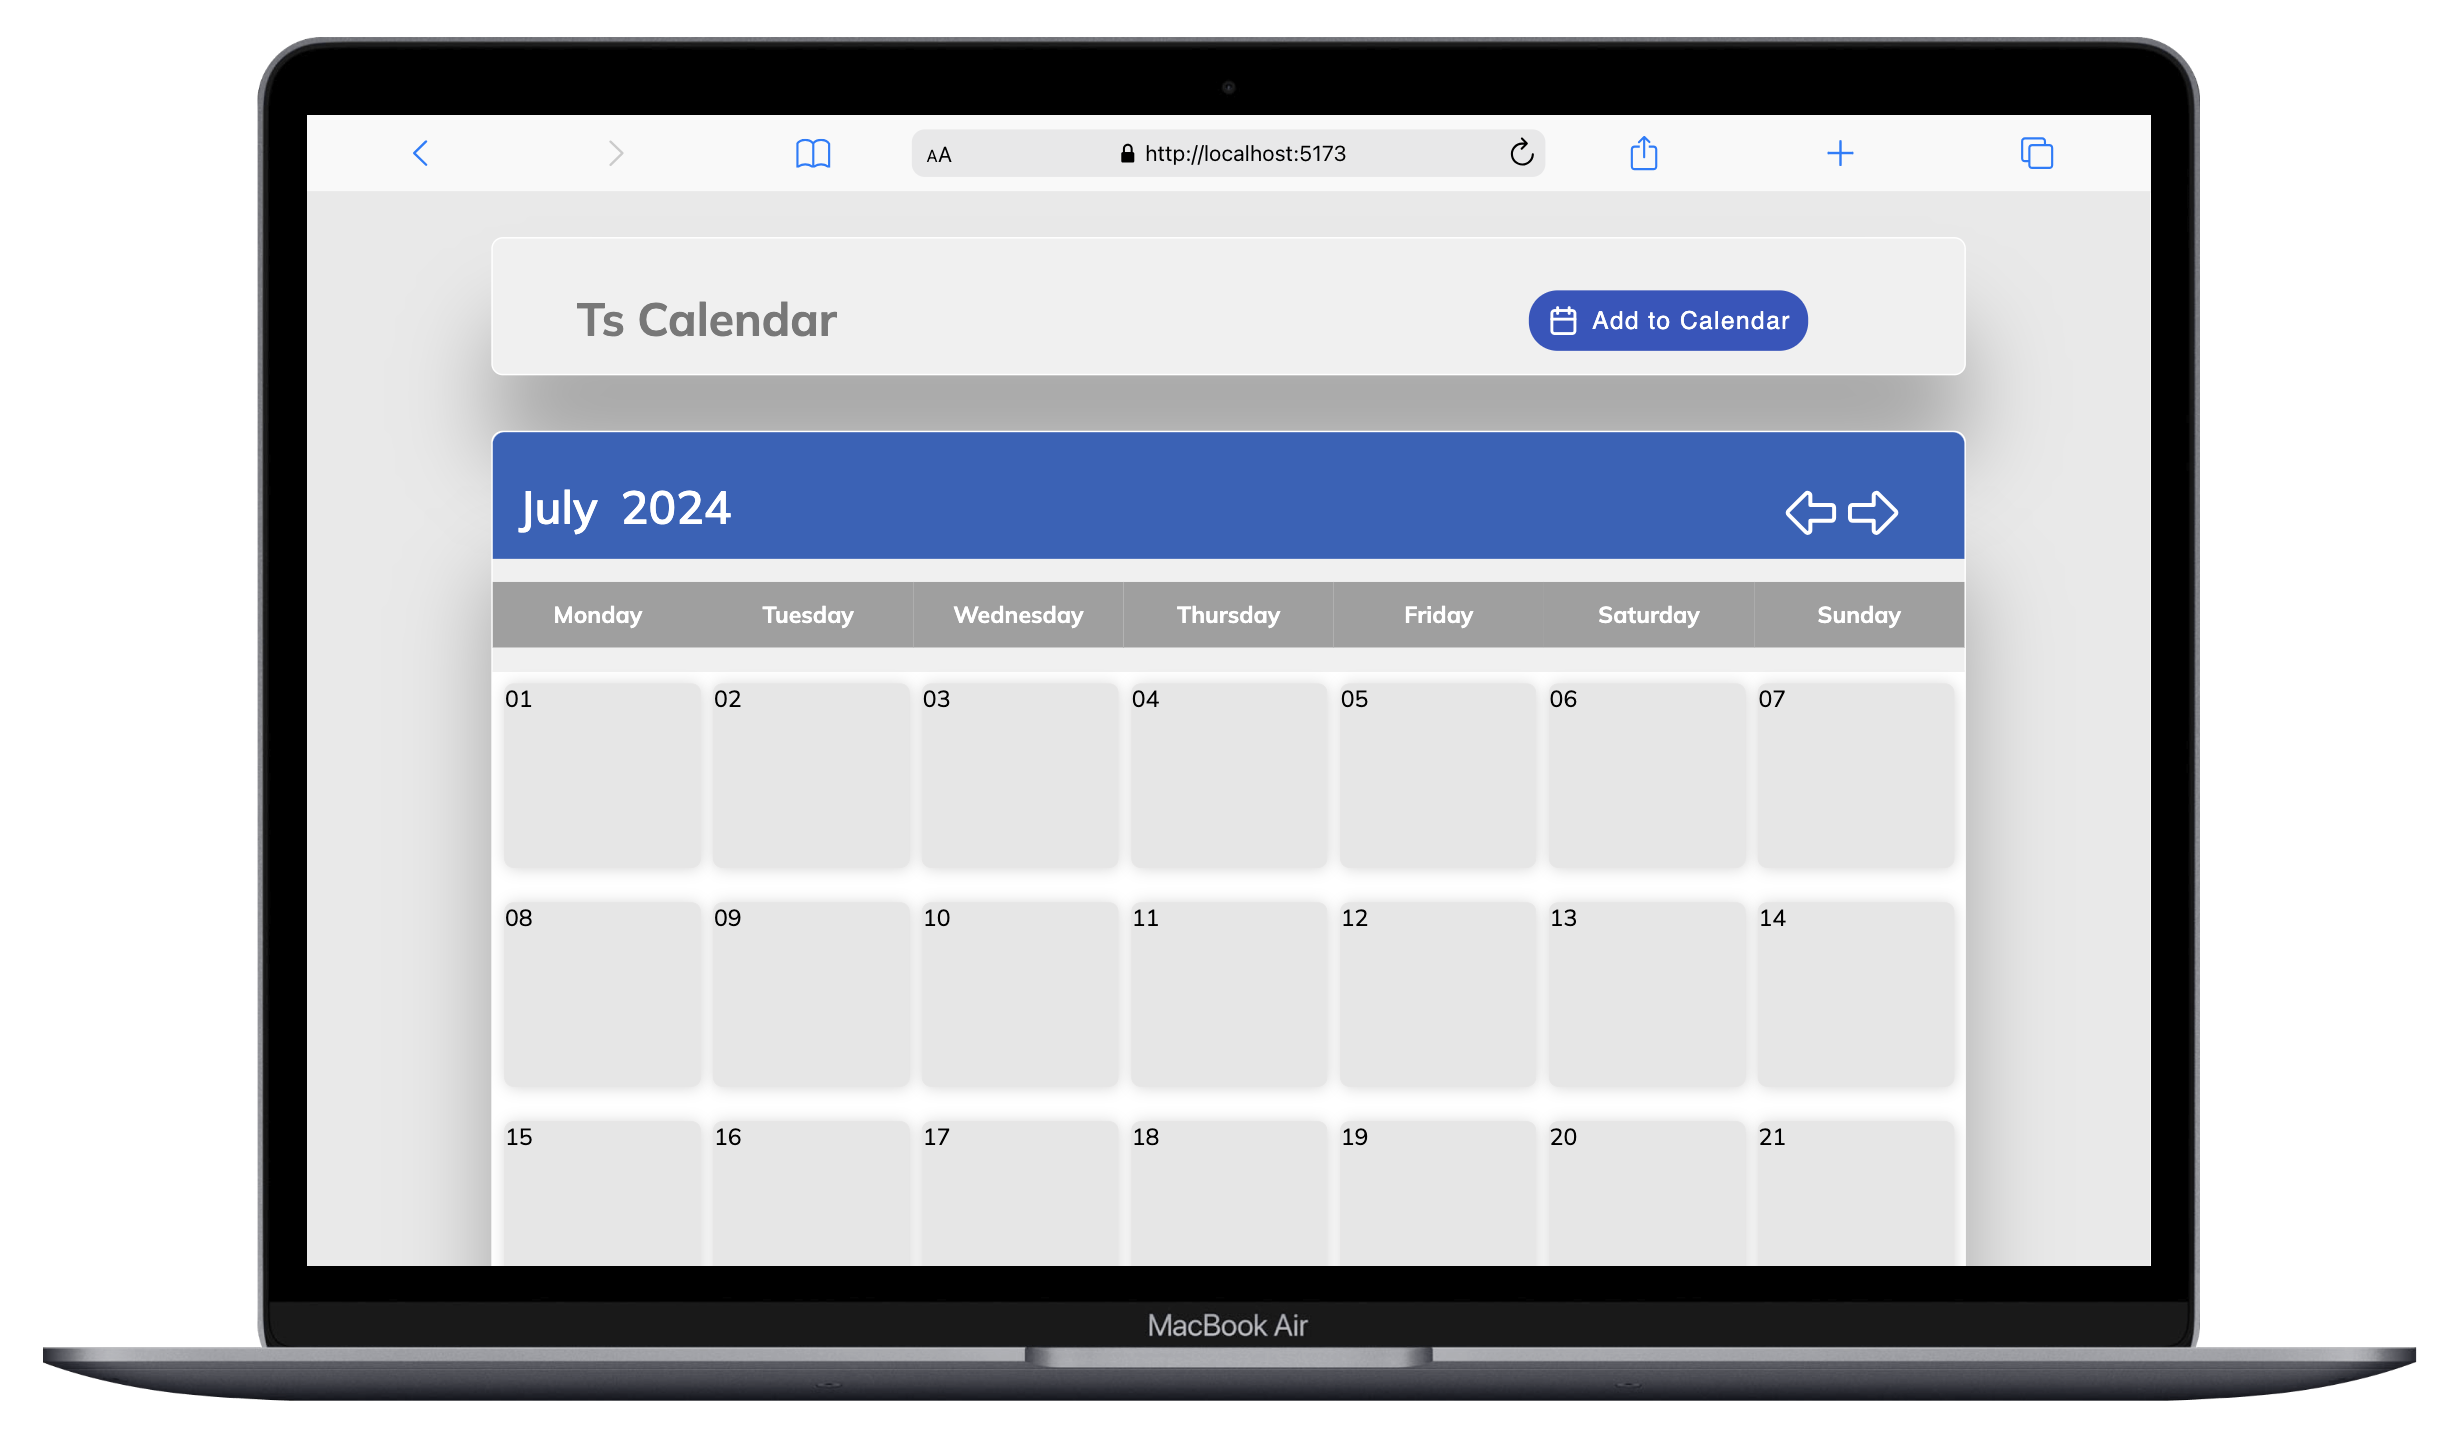 AA http://localhost:5173
Ts Calendar Add to Calendar
July 2024
Monday Tuesday Wednesday Thursday Friday Saturday Sunday
01 02 03 04 05 06 07
08 09 10 11 12 13 14
15 16 17 18 19 20 21
MacBook Air